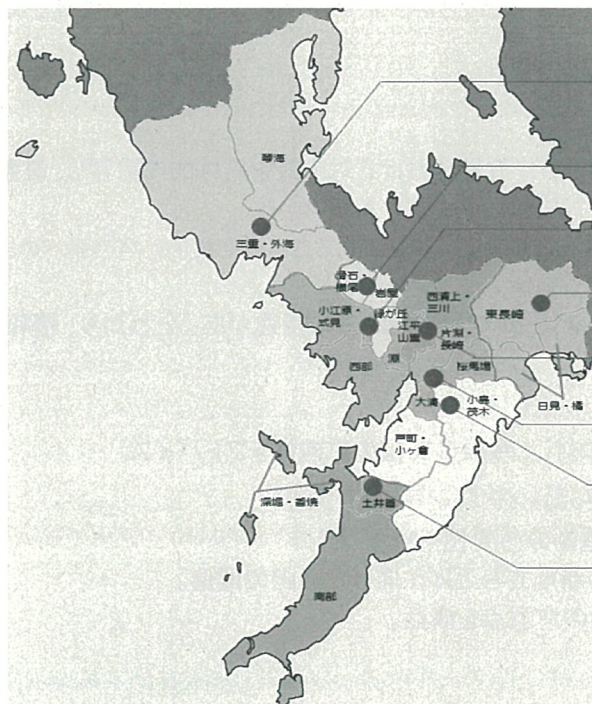 琴海
三重・外海
滑石・
横尾
岩屋
小江原・
式見
緑が丘
西浦上・
三川
東長崎
江平
山里
片淵・
長崎
西部
淵
桜馬場
日見・橘
大浦
小島・
茂木
戸町・
小ヶ倉
深堀・香焼
土井首
南部